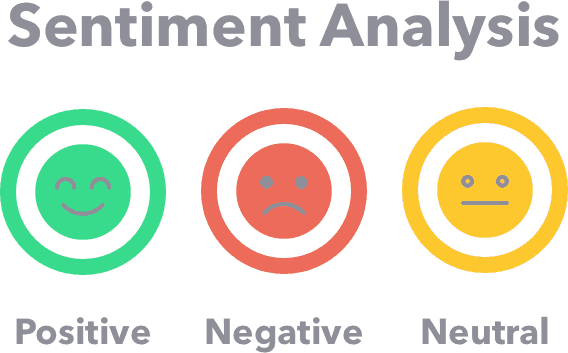 Sentiment Analysis
Positive Negative Neutral